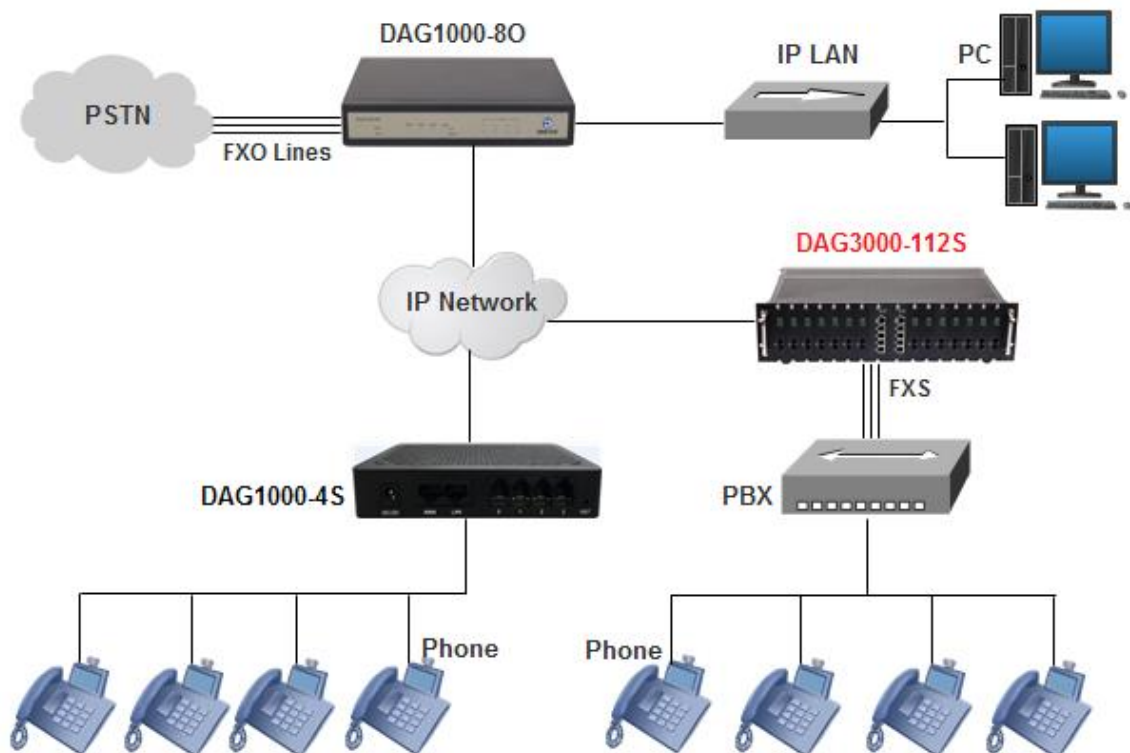 DAG1000-8O
IP LAN
PC
PSTN
FXO Lines
DAG3000-112S
IP Network
FXS
DAG1000-4S
PBX
Phone
Phone